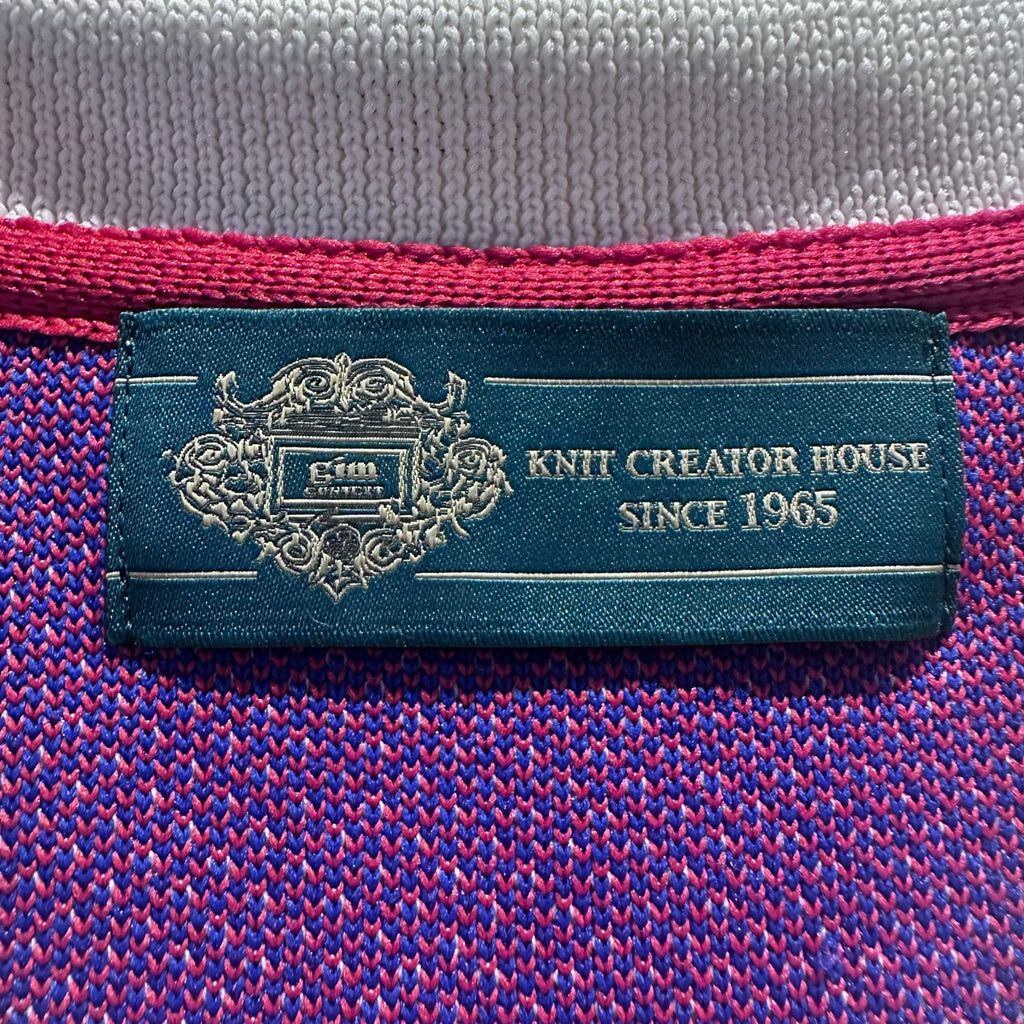 gim
KNIT CREATOR HOUSE
SINCE 1965